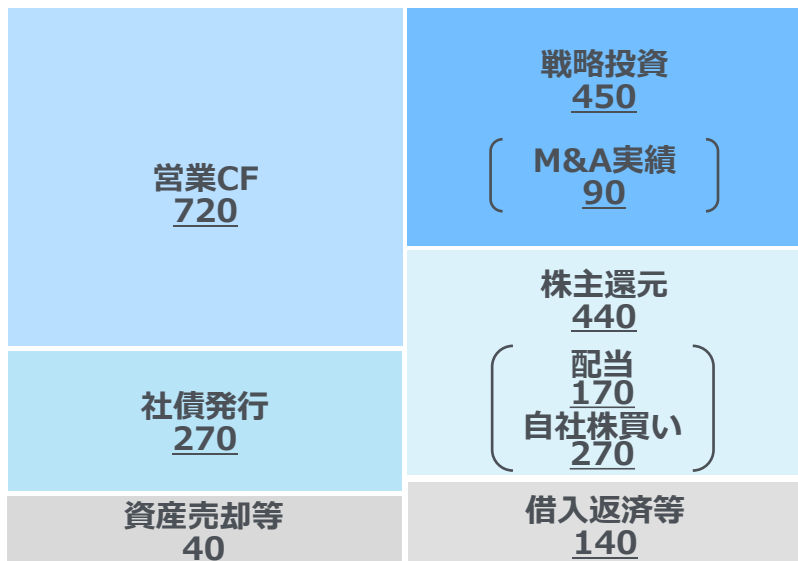 営業CF
720
社債発行
270
資産売却等
40
戦略投資
450
M&A実績
90
株主還元
440
配当
170
自社株買い
270
借入返済等
140